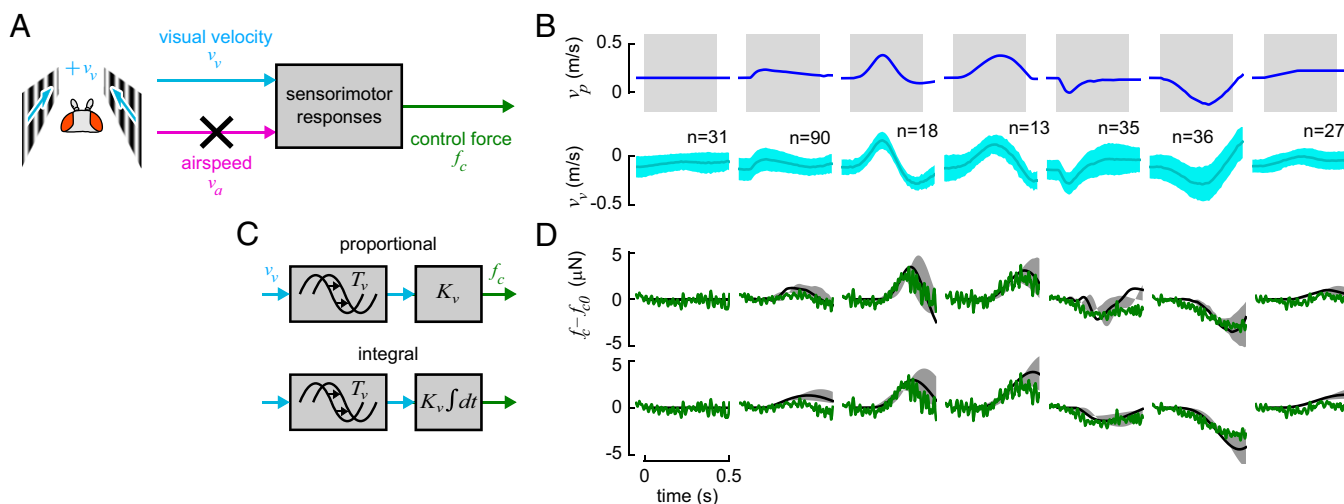 A
visual velocity
v_v
+ v_v
airspeed
v_a
sensorimotor
responses
control force
f_c
B
v_p (m/s)
0.5
0
v_v (m/s)
0
-0.5
n=31
n=90
n=18
n=13
n=35
n=36
n=27
C
proportional
v_v
T_v
K_v
f_c
integral
T_v
K_v ∫ dt
D
f_c – f_c0 (μN)
5
0
-5
5
0
-5
0
0.5
time (s)